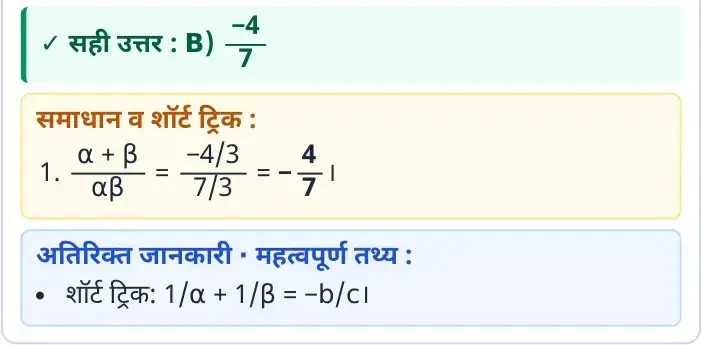 ✓ सही उत्तर : B) −4/7
समाधान व शॉर्ट ट्रिक :
1. (α + β)/(αβ) = (−4/3)/(7/3) = −4/7।
अतिरिक्त जानकारी · महत्वपूर्ण तथ्य :
• शॉर्ट ट्रिक: 1/α + 1/β = −b/c।